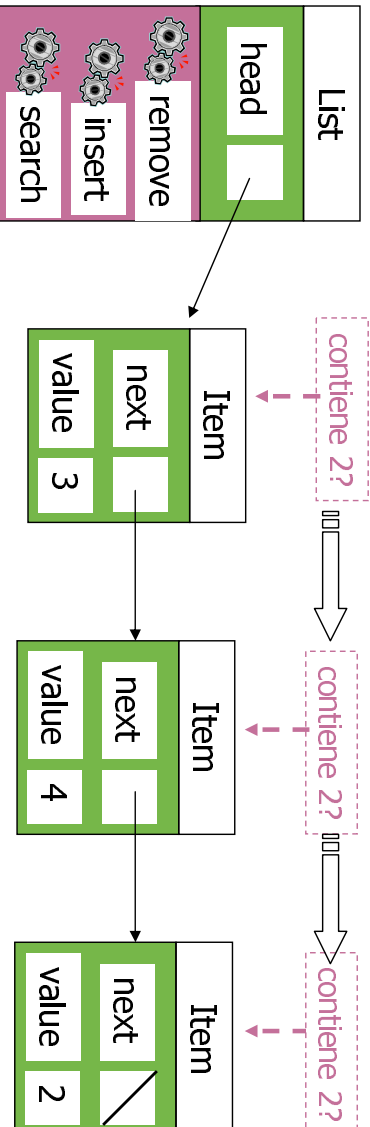 List
head
remove
insert
search
contiene 2?
Item
next
value 3
contiene 2?
Item
next
value 4
contiene 2?
Item
next
value 2